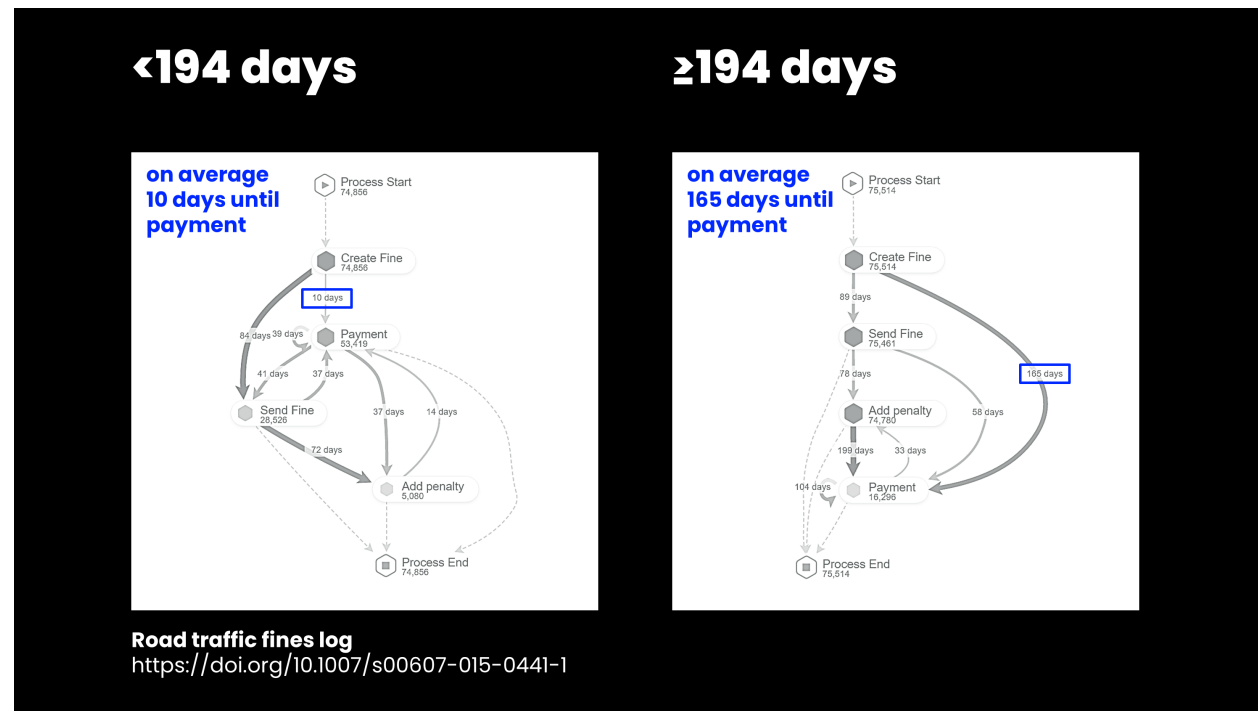 <194 days
≥194 days
on average
10 days until
payment
Process Start
74,856
Create Fine
74,856
10 days
84 days
39 days
Payment
53,419
41 days
37 days
Send Fine
28,526
37 days
14 days
72 days
Add penalty
5,080
Process End
74,856
on average
165 days until
payment
Process Start
75,514
Create Fine
75,514
89 days
Send Fine
75,461
165 days
78 days
Add penalty
74,780
58 days
199 days
33 days
104 days
Payment
16,296
Process End
75,514
Road traffic fines log
https://doi.org/10.1007/s00607-015-0441-1